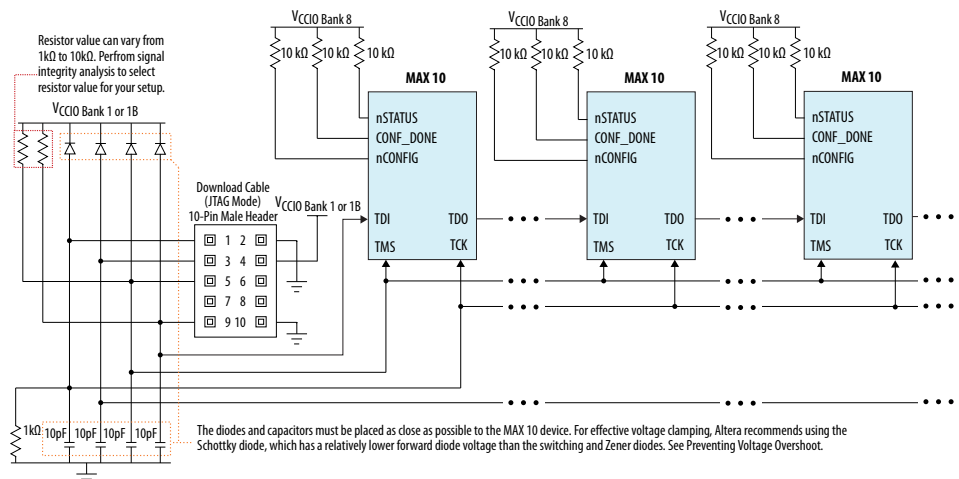 VCCIO Bank 8
VCCIO Bank 8
VCCIO Bank 8
Resistor value can vary from
1kΩ to 10kΩ. Perfrom signal
integrity analysis to select
resistor value for your setup.
10 kΩ 10 kΩ 10 kΩ
10 kΩ 10 kΩ 10 kΩ
10 kΩ 10 kΩ 10 kΩ
MAX 10
MAX 10
MAX 10
VCCIO Bank 1 or 1B
nSTATUS
CONF_DONE
nCONFIG
TDI TDO
TMS TCK
nSTATUS
CONF_DONE
nCONFIG
TDI TDO
TMS TCK
nSTATUS
CONF_DONE
nCONFIG
TDI TDO
TMS TCK
Download Cable
(JTAG Mode)
10-Pin Male Header
VCCIO Bank 1 or 1B
1 2
3 4
5 6
7 8
9 10
1kΩ 10pF 10pF 10pF 10pF
The diodes and capacitors must be placed as close as possible to the MAX 10 device. For effective voltage clamping, Altera recommends using the
Schottky diode, which has a relatively lower forward diode voltage than the switching and Zener diodes. See Preventing Voltage Overshoot.